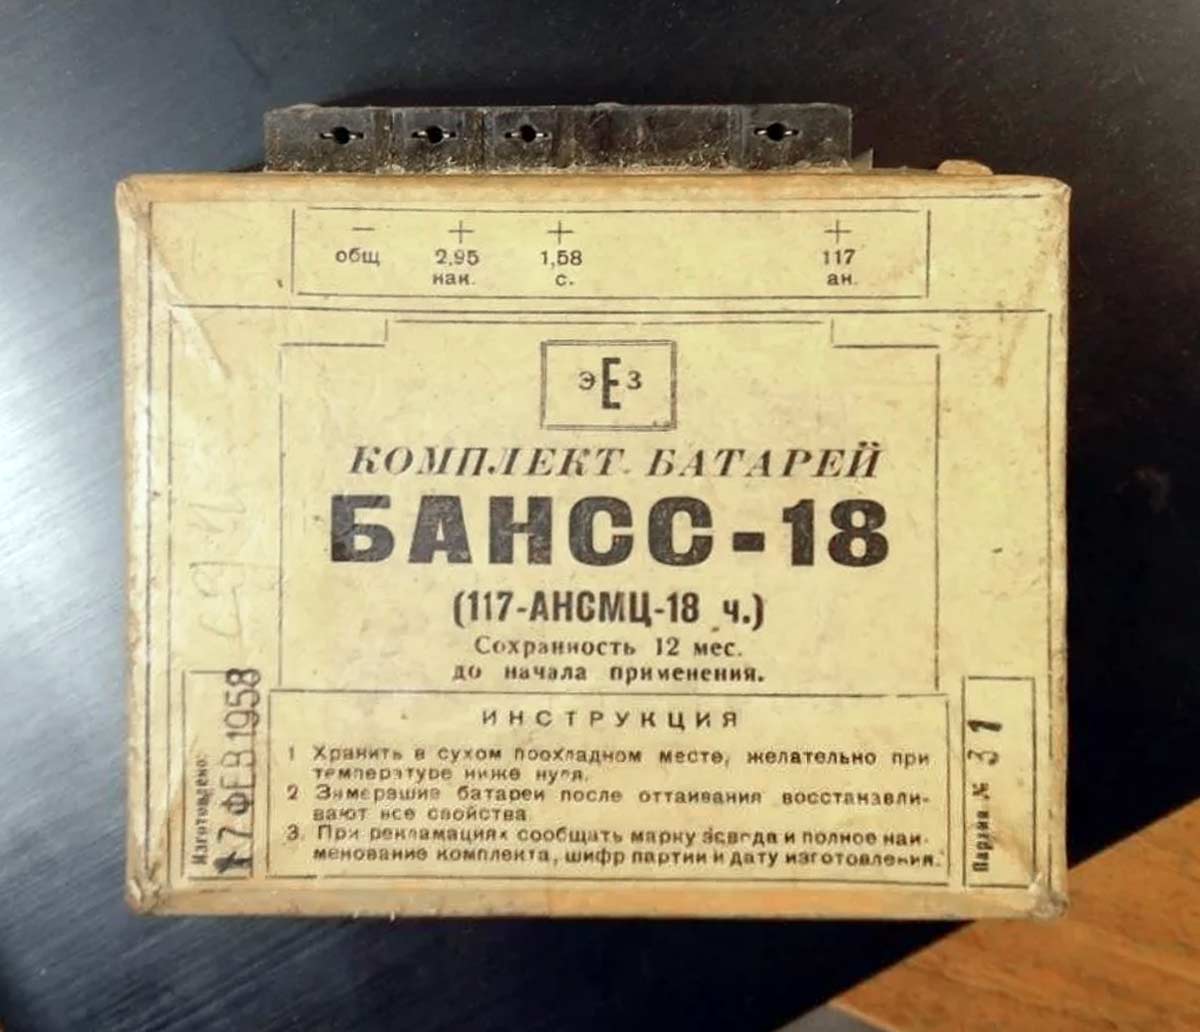 − + + +
общ 2,95 1,58 117
нак. с. ан.
ЭЕЗ
КОМПЛЕКТ БАТАРЕЙ
БАНСС-18
(117-АНСМЦ-18 ч.)
Сохранность 12 мес.
до начала применения.
ИНСТРУКЦИЯ
1 Хранить в сухом прохладном месте, желательно при
температуре ниже нуля.
2 Замерзшие батареи после оттаивания восстанавли-
вают все свойства
3. При рекламациях сообщать марку завода и полное наи-
менование комплекта, шифр партии и дату изготовления.
Изготовлено:
17 ФЕВ 1958
Партия № 31